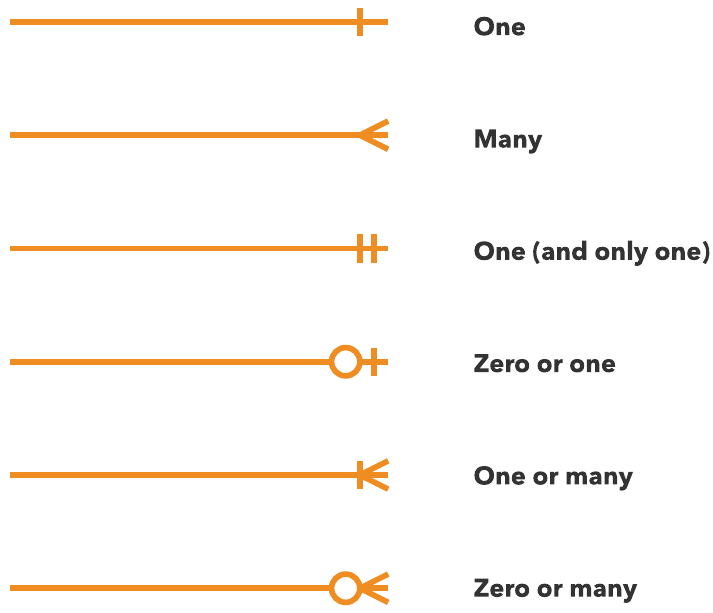 One
Many
One (and only one)
Zero or one
One or many
Zero or many